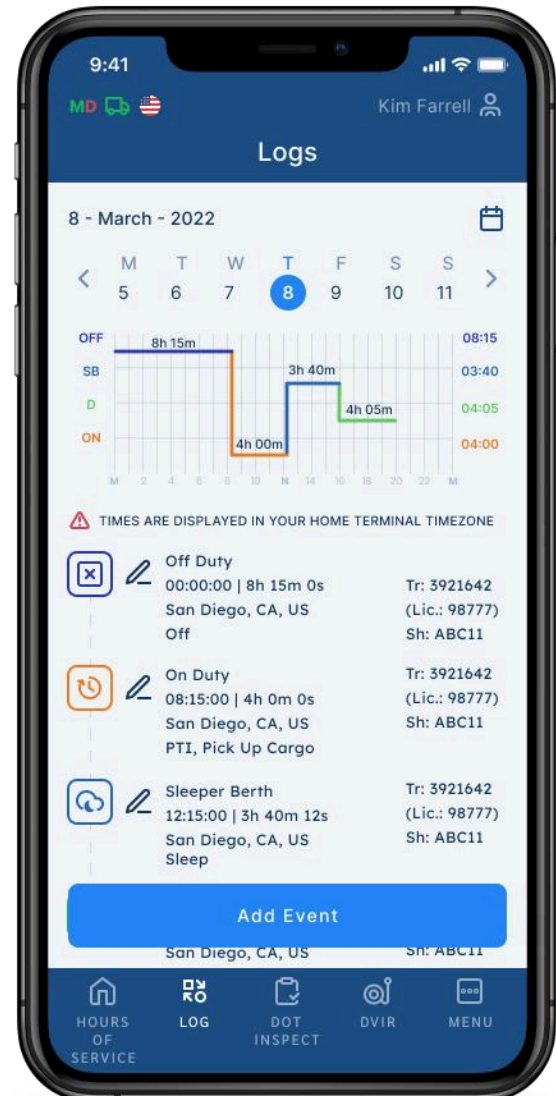 9:41
MD
Kim Farrell
Logs
8 - March - 2022
M T W T F S S
5 6 7 8 9 10 11
OFF 8h 15m 08:15
SB 3h 40m 03:40
D 4h 05m 04:05
ON 4h 00m 04:00
M 2 4 6 8 10 N 14 16 18 20 22 M
TIMES ARE DISPLAYED IN YOUR HOME TERMINAL TIMEZONE
Off Duty
00:00:00 | 8h 15m 0s Tr: 3921642
San Diego, CA, US (Lic.: 98777)
Off Sh: ABC11
On Duty Tr: 3921642
08:15:00 | 4h 0m 0s (Lic.: 98777)
San Diego, CA, US Sh: ABC11
PTI, Pick Up Cargo
Sleeper Berth Tr: 3921642
12:15:00 | 3h 40m 12s (Lic.: 98777)
San Diego, CA, US Sh: ABC11
Sleep
Add Event
San Diego, CA, US Sh: ABC11
HOURS OF SERVICE
LOG
DOT INSPECT
DVIR
MENU